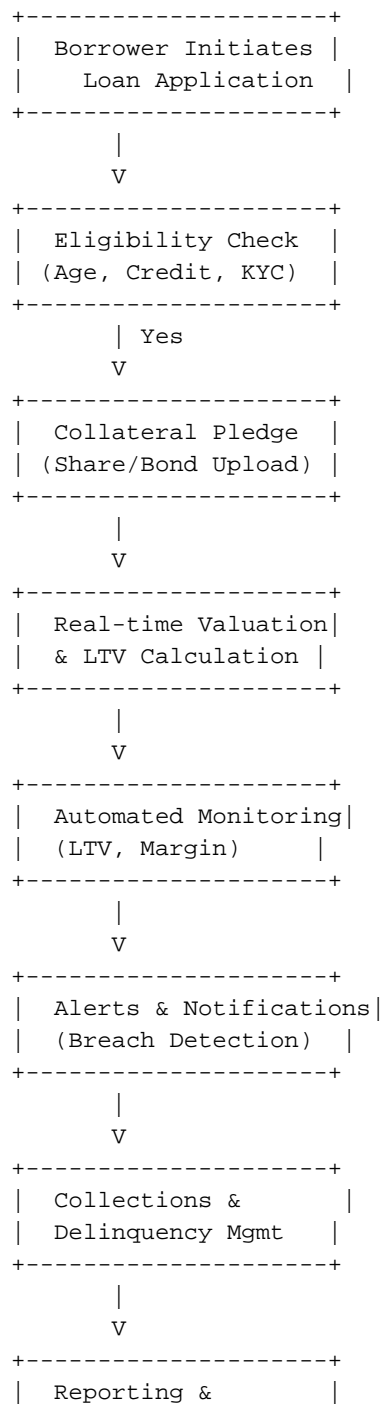 +---------------------+
|  Borrower Initiates |
|    Loan Application  |
+---------------------+
|
V
+---------------------+
|  Eligibility Check  |
| (Age, Credit, KYC)  |
+---------------------+
| Yes
V
+---------------------+
|  Collateral Pledge  |
| (Share/Bond Upload) |
+---------------------+
|
V
+---------------------+
|  Real-time Valuation|
|  & LTV Calculation |
+---------------------+
|
V
+---------------------+
|  Automated Monitoring|
|  (LTV, Margin)     |
+---------------------+
|
V
+---------------------+
|  Alerts & Notifications|
|  (Breach Detection)  |
+---------------------+
|
V
+---------------------+
|  Collections &       |
|  Delinquency Mgmt   |
+---------------------+
|
V
+---------------------+
|  Reporting &        |